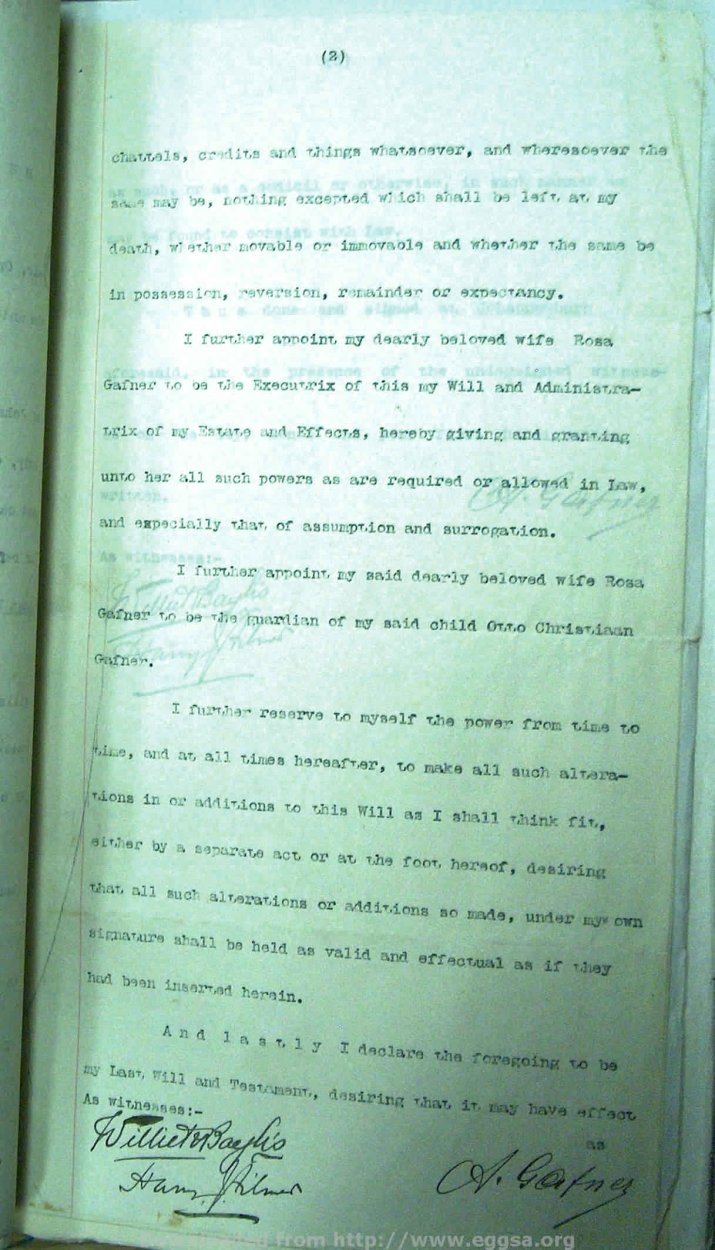 (2)
chattels, credits and things whatsoever, and wheresoever the
same may be, nothing excepted which shall be left at my
death, whether movable or immovable and whether the same be
in possession, reversion, remainder or expectancy.
I further appoint my dearly beloved wife Rosa
Gafner to be the Executrix of this my Will and Administra-
trix of my Estate and Effects, hereby giving and granting
unto her all such powers as are required or allowed in Law,
and especially that of assumption and surrogation.
I further appoint my said dearly beloved wife Rosa
Gafner to be the guardian of my said child Otto Christiaan
Gafner.
I further reserve to myself the power from time to
time, and at all times hereafter, to make all such altera-
tions in or additions to this Will as I shall think fit,
either by a separate act or at the foot hereof, desiring
that all such alterations or additions so made, under my own
signature shall be held as valid and effectual as if they
had been inserted herein.
And lastly I declare the foregoing to be
my Last Will and Testament, desiring that it may have effect
as
As witnesses:-
Baylis
Harry J.
A. Gafner
from http://www.eggsa.org